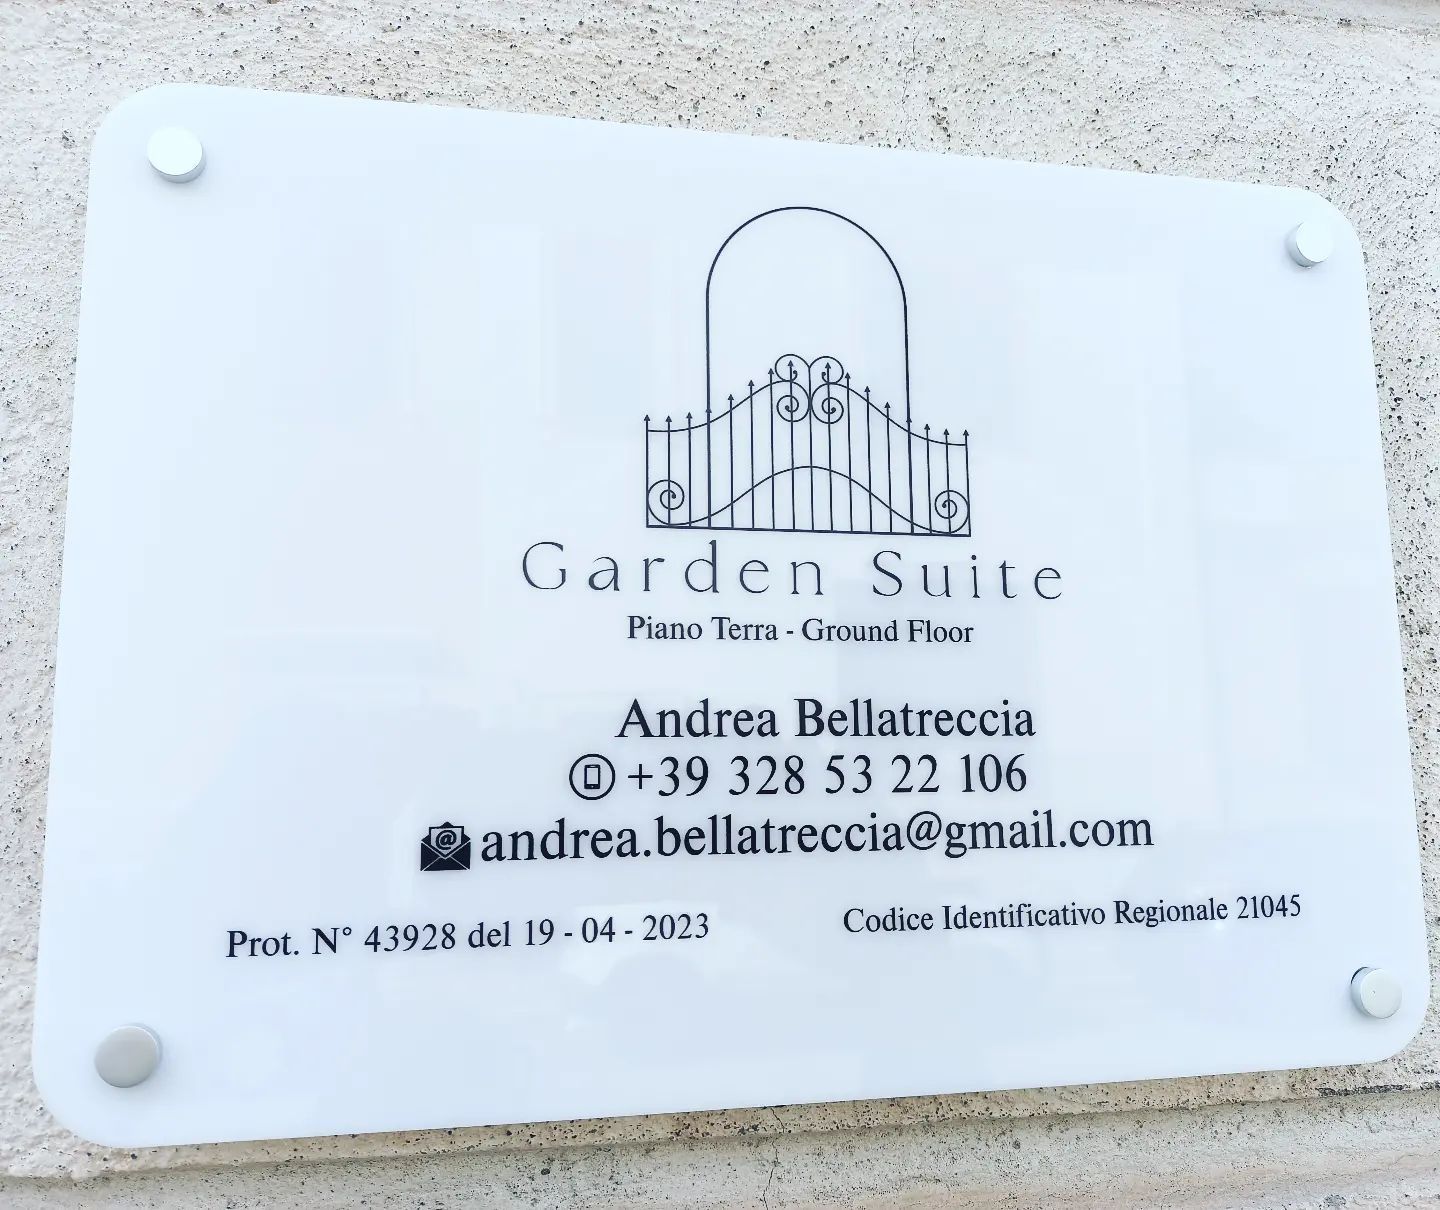 Garden Suite
Piano Terra - Ground Floor
Andrea Bellatreccia
+39 328 53 22 106
andrea.bellatreccia@gmail.com
Prot. N° 43928 del 19 - 04 - 2023
Codice Identificativo Regionale 21045